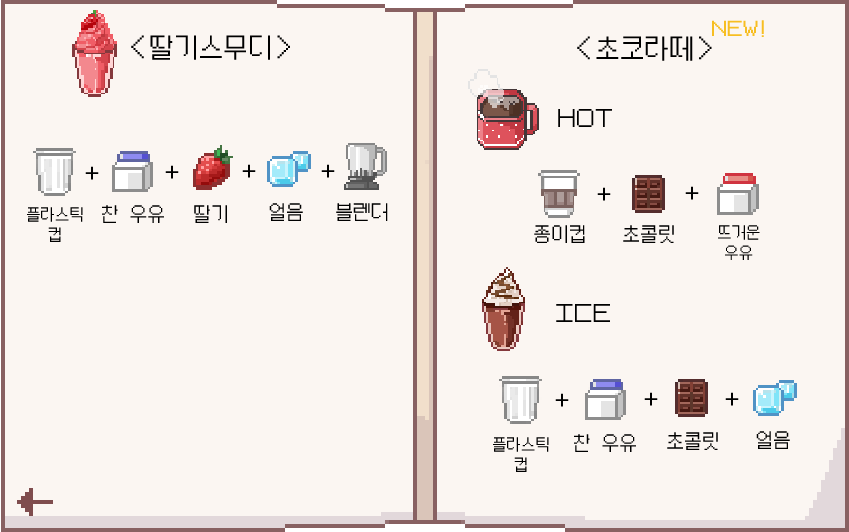 <딸기스무디>
플라스틱
컵
찬 우유
딸기
얼음
블렌더
NEW!
<초코라떼>
HOT
종이컵
초콜릿
뜨거운
우유
ICE
플라스틱
컵
찬 우유
초콜릿
얼음